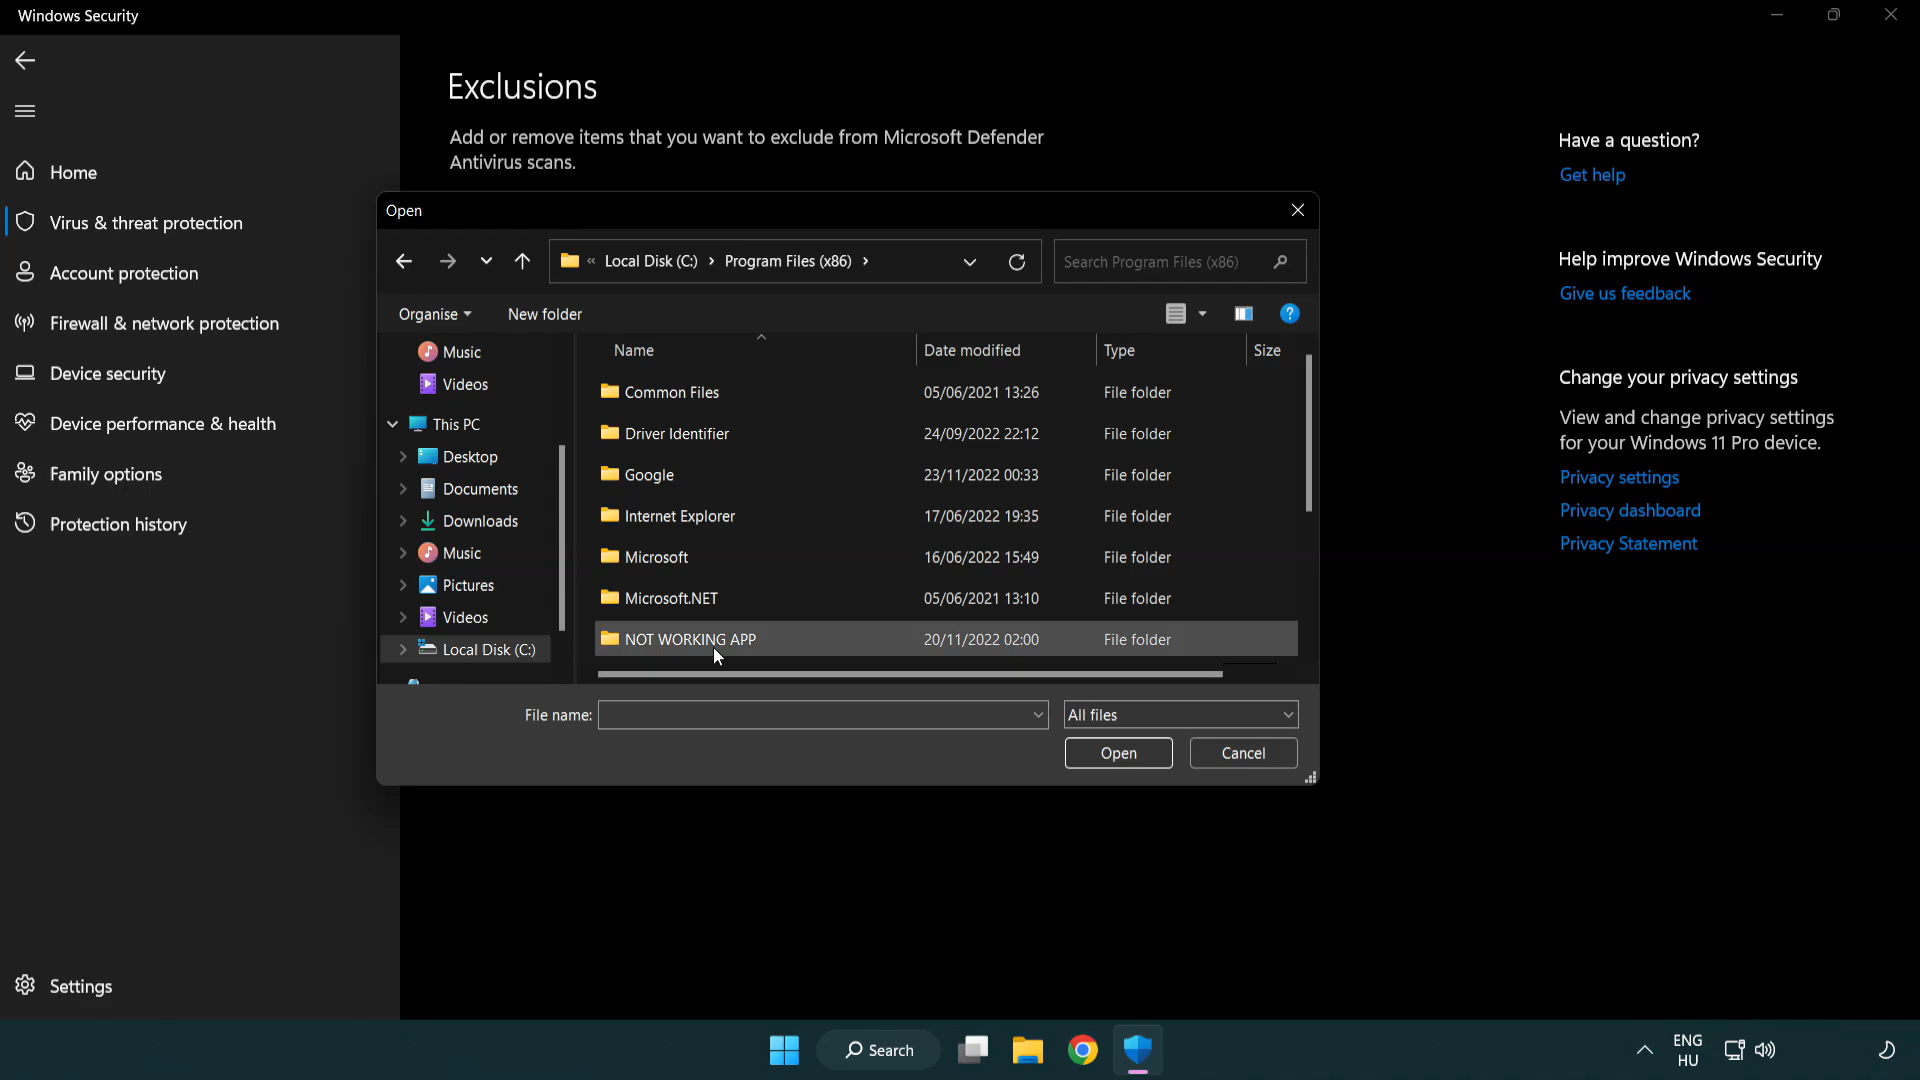 Windows Security
Home
Virus & threat protection
Account protection
Firewall & network protection
Device security
Device performance & health
Family options
Protection history
Settings
Exclusions
Add or remove items that you want to exclude from Microsoft Defender
Antivirus scans.
Have a question?
Get help
Help improve Windows Security
Give us feedback
Change your privacy settings
View and change privacy settings
for your Windows 11 Pro device.
Privacy settings
Privacy dashboard
Privacy Statement
Open
« Local Disk (C:) › Program Files (x86) ›
Search Program Files (x86)
Organise
New folder
Music
Videos
This PC
Desktop
Documents
Downloads
Music
Pictures
Videos
Local Disk (C:)
Name Date modified Type Size
Common Files 05/06/2021 13:26 File folder
Driver Identifier 24/09/2022 22:12 File folder
Google 23/11/2022 00:33 File folder
Internet Explorer 17/06/2022 19:35 File folder
Microsoft 16/06/2022 15:49 File folder
Microsoft.NET 05/06/2021 13:10 File folder
NOT WORKING APP 20/11/2022 02:00 File folder
File name:
All files
Open
Cancel
Search
ENG
HU